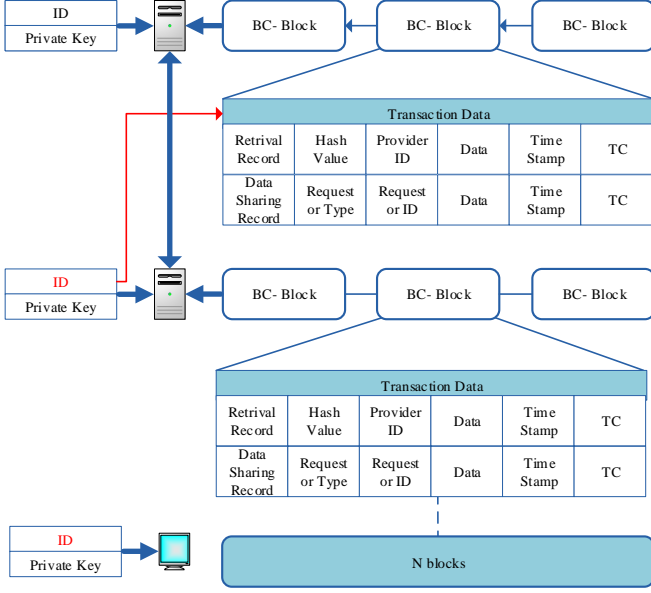 ID
Private Key
BC- Block
BC- Block
BC- Block
Transaction Data
Retrival
Record
Hash
Value
Provider
ID
Data
Time
Stamp
TC
Data
Sharing
Record
Request
or Type
Request
or ID
Data
Time
Stamp
TC
ID
Private Key
BC- Block
BC- Block
BC- Block
Transaction Data
Retrival
Record
Hash
Value
Provider
ID
Data
Time
Stamp
TC
Data
Sharing
Record
Request
or Type
Request
or ID
Data
Time
Stamp
TC
ID
Private Key
N blocks